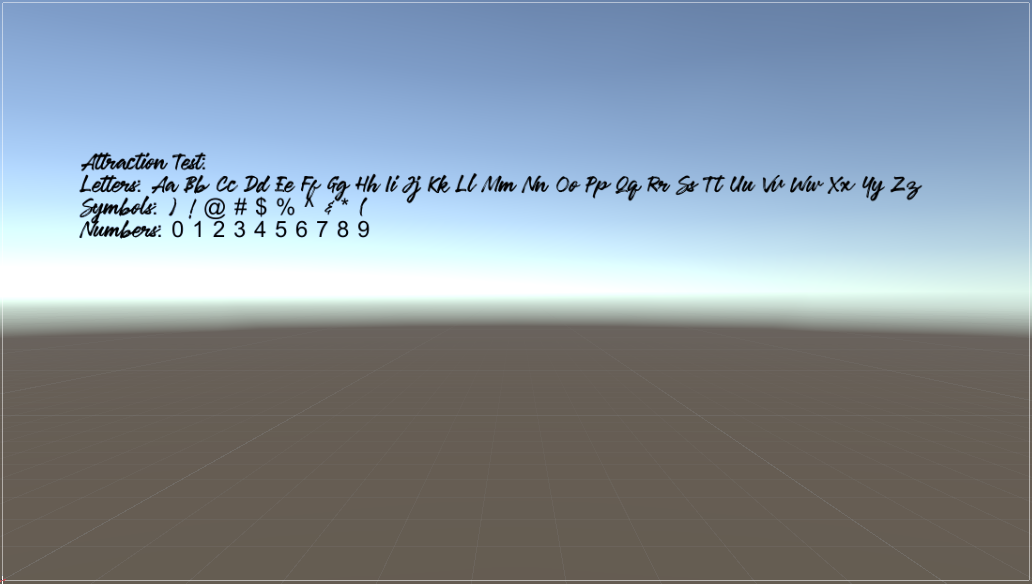 Attraction Test:
Letters: Aa Bb Cc Dd Ee Ff Gg Hh Ii Jj Kk Ll Mm Nn Oo Pp Qq Rr Ss Tt Uu Vv Ww Xx Yy Zz
Symbols: ) ! @ # $ % ^ & * (
Numbers: 0 1 2 3 4 5 6 7 8 9